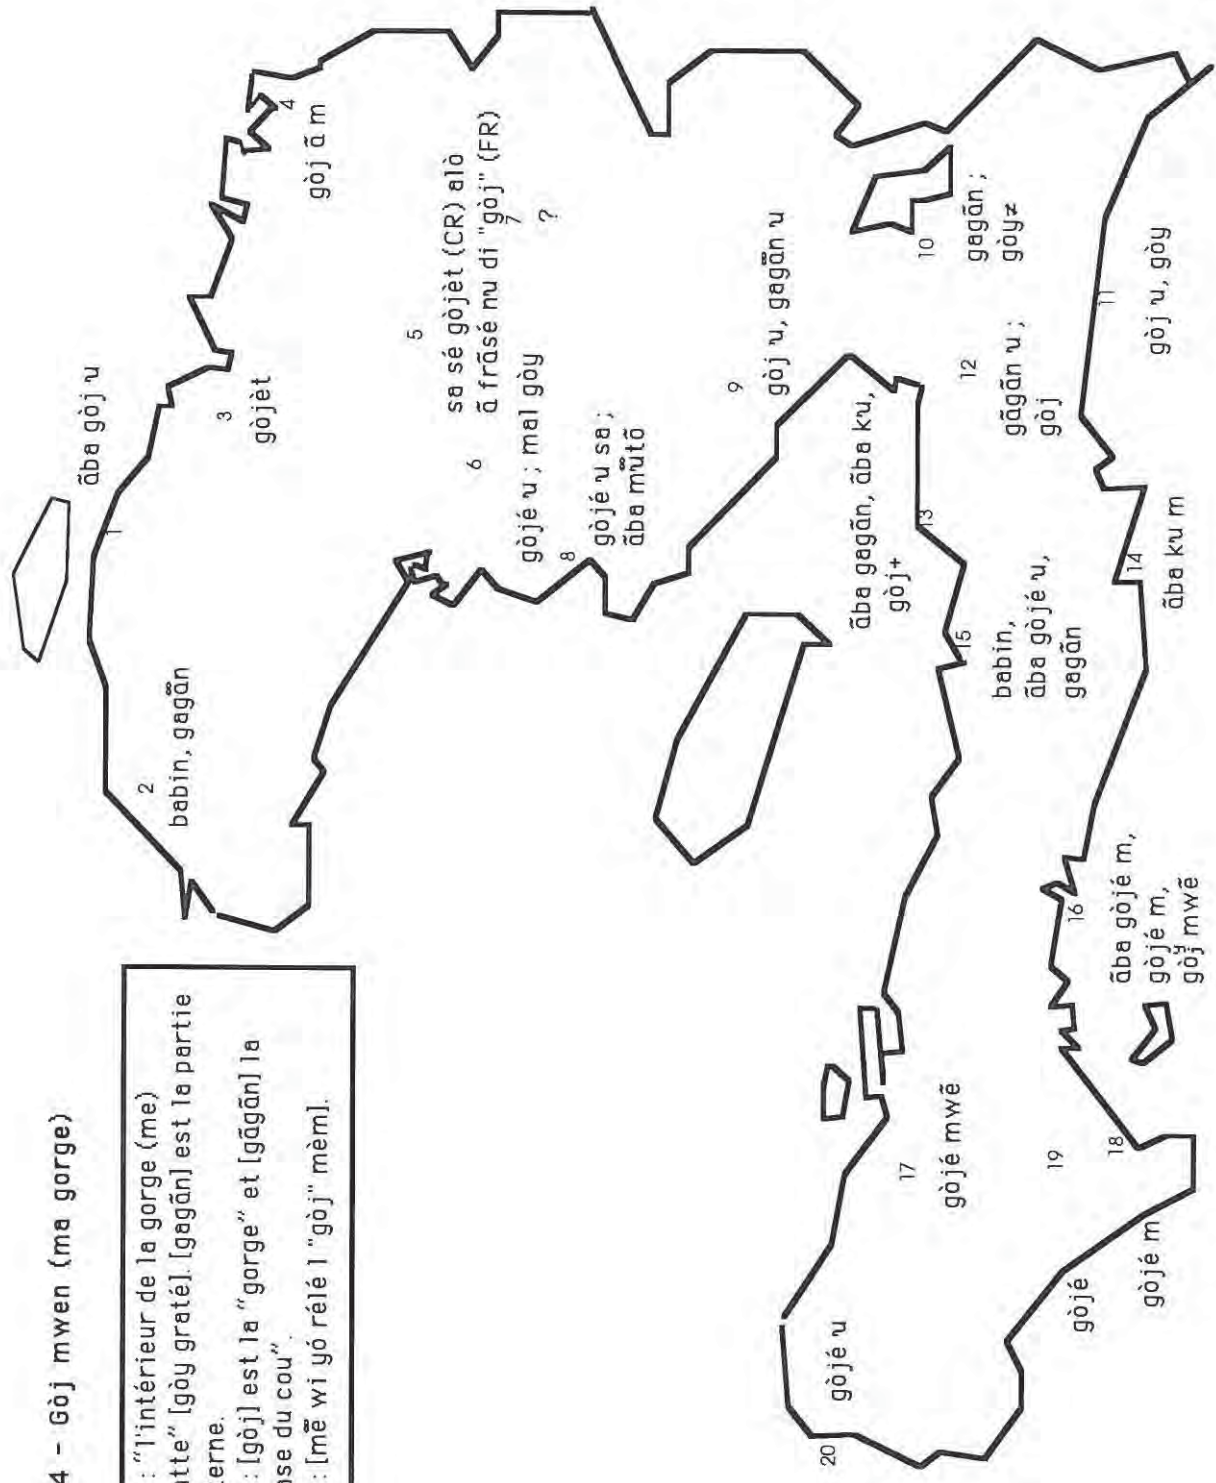 4 - Gòj mwen (ma gorge)
: "l'intérieur de la gorge (me)
atte" [gòy graté]. [gagãn] est la partie
erne.
: [gòj] est la "gorge" et [gãgãn] la
ase du cou".
: [mẽ wi yó rélé l "gòj" mèm].
1
ãba gòj u
2
babin, gagãn
3
gòjèt
4
gòj ã m
5
sa sé gòjèt (CR) alò
ã frãsé nu di "gòj" (FR)
6
gòjé u ; mal gòy
7
?
8
gòjé u sa ;
ãba mutõ
9
gòj u, gagãn u
10
gagãn ;
gòyz
11
gòj u, gòy
12
gãgãn u ;
gòj
13
ãba gagãn, ãba ku,
gòj+
14
ãba ku m
15
babin,
ãba gòjé u,
gagãn
16
ãba gòjé m,
gòjé m,
gòj mwẽ
y
17
gòjé mwẽ
18
gòjé m
19
gòjé
20
gòjé u